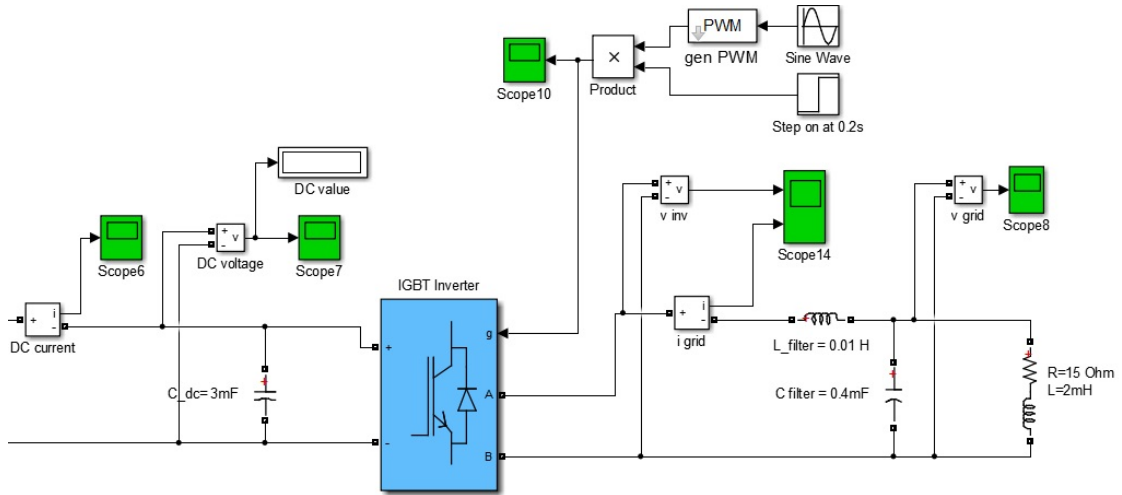 PWM
gen PWM
Sine Wave
×
Product
Scope10
Step on at 0.2s
DC value
+
-
v
DC voltage
Scope7
Scope6
+
-
v
v inv
Scope14
+
-
v
v grid
Scope8
IGBT Inverter
+
i
-
DC current
+
g
A
-
B
+
i
-
i grid
+
L_filter = 0.01 H
+
C_dc= 3mF
+
C filter = 0.4mF
+
R=15 Ohm
L=2mH